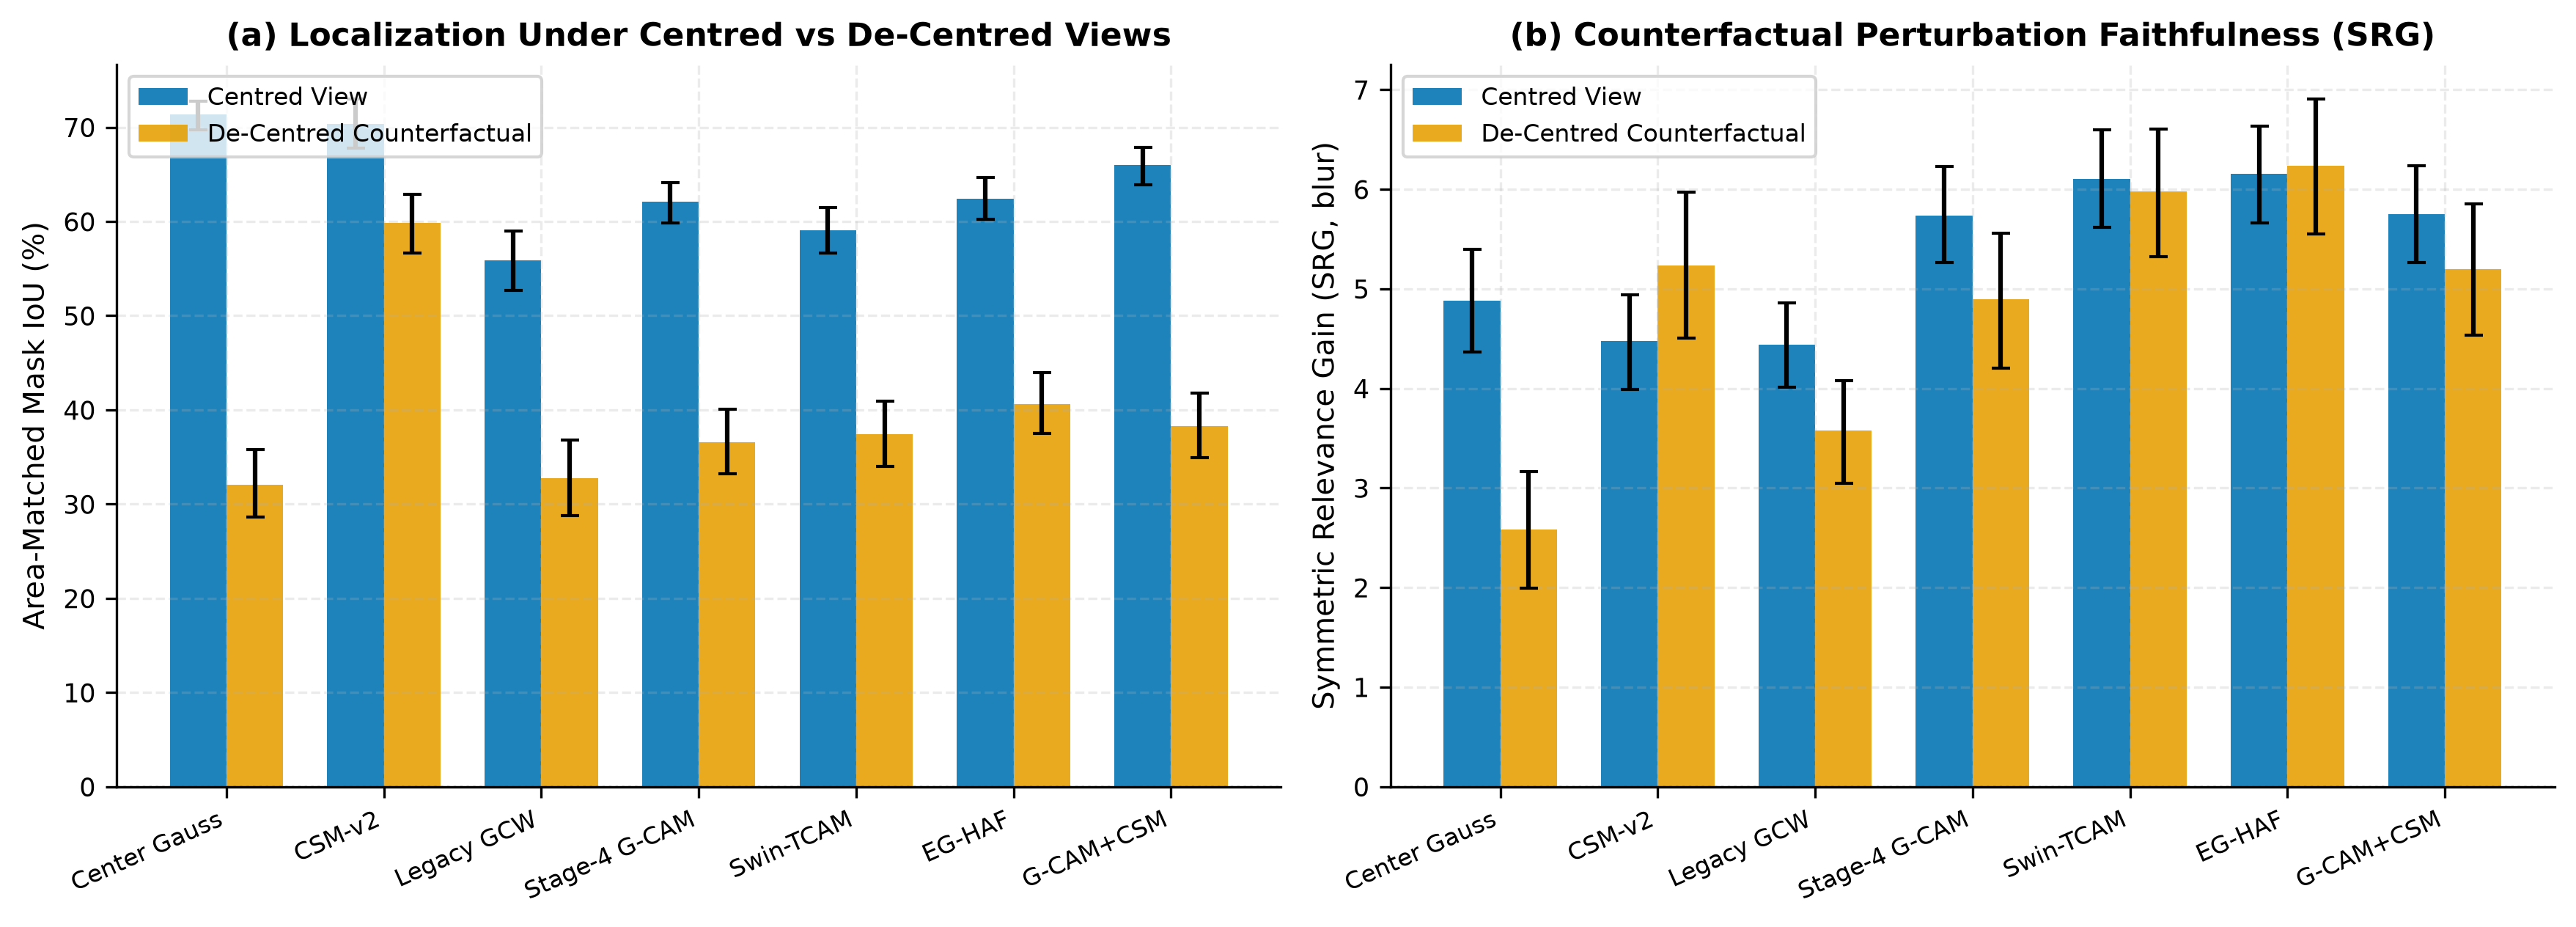 (a) Localization Under Centred vs De-Centred Views
Centred View
De-Centred Counterfactual
Area-Matched Mask IoU (%)
70
60
50
40
30
20
10
0
Center Gauss
CSM-v2
Legacy GCW
Stage-4 G-CAM
Swin-TCAM
EG-HAF
G-CAM+CSM
(b) Counterfactual Perturbation Faithfulness (SRG)
Centred View
De-Centred Counterfactual
Symmetric Relevance Gain (SRG, blur)
7
6
5
4
3
2
1
0
Center Gauss
CSM-v2
Legacy GCW
Stage-4 G-CAM
Swin-TCAM
EG-HAF
G-CAM+CSM